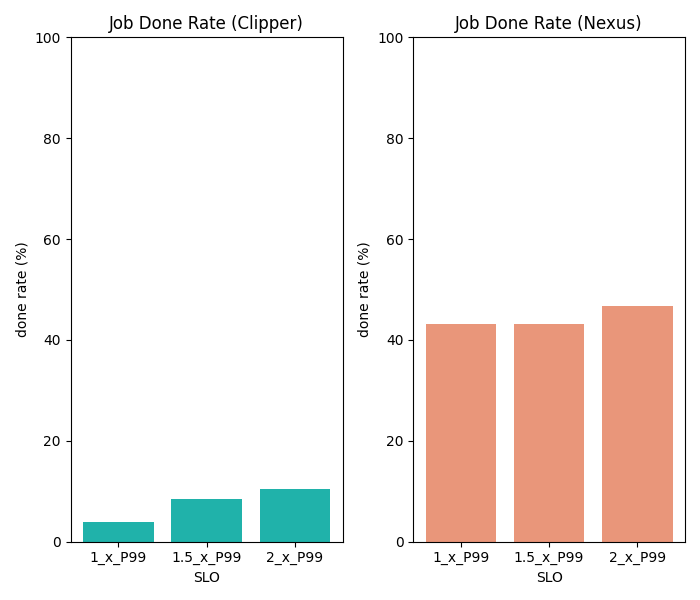 Job Done Rate (Clipper)
100
80
60
40
20
0
done rate (%)
1_x_P99 1.5_x_P99 2_x_P99
SLO
Job Done Rate (Nexus)
100
80
60
40
20
0
done rate (%)
1_x_P99 1.5_x_P99 2_x_P99
SLO